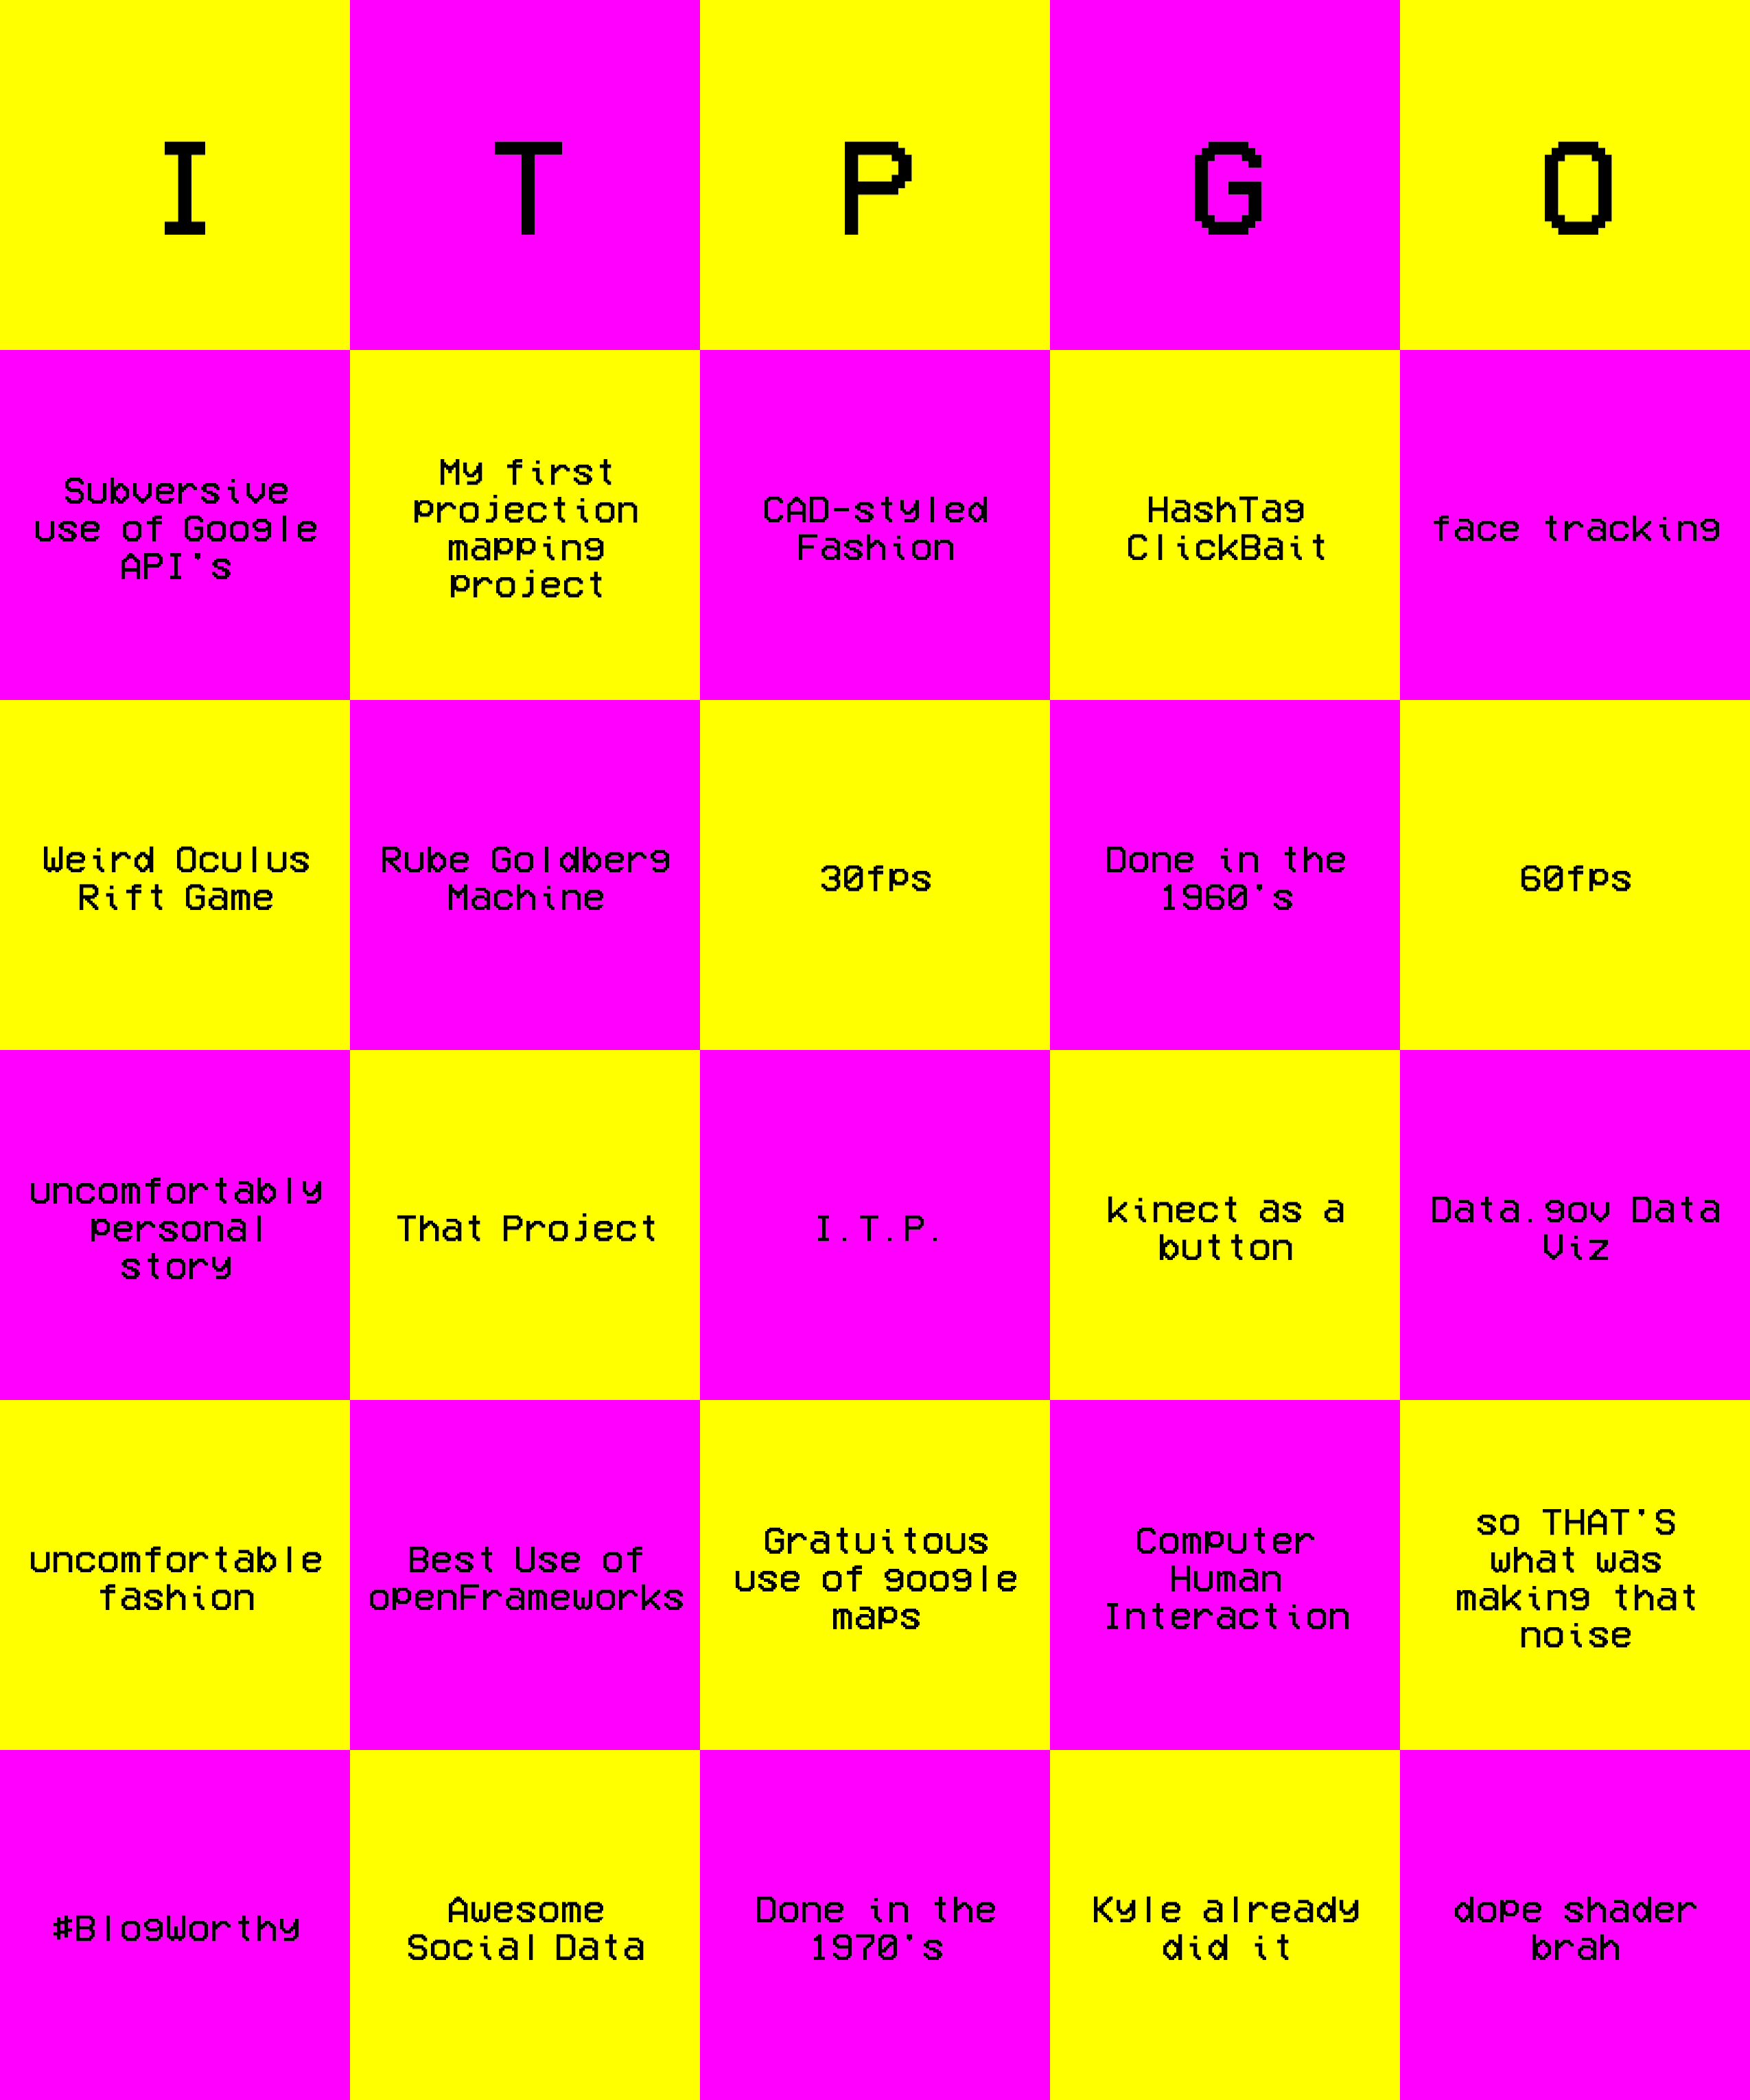 I T P G O
Subversive
use of Google
API's
My first
projection
mapping
project
CAD-styled
Fashion
HashTag
ClickBait
face tracking
Weird Oculus
Rift Game
Rube Goldberg
Machine
30fps
Done in the
1960's
60fps
uncomfortably
personal
story
That Project
I.T.P.
kinect as a
button
Data.gov Data
Viz
uncomfortable
fashion
Best Use of
openFrameworks
Gratuitous
use of google
maps
Computer
Human
Interaction
so THAT'S
what was
making that
noise
#BlogWorthy
Awesome
Social Data
Done in the
1970's
Kyle already
did it
dope shader
brah